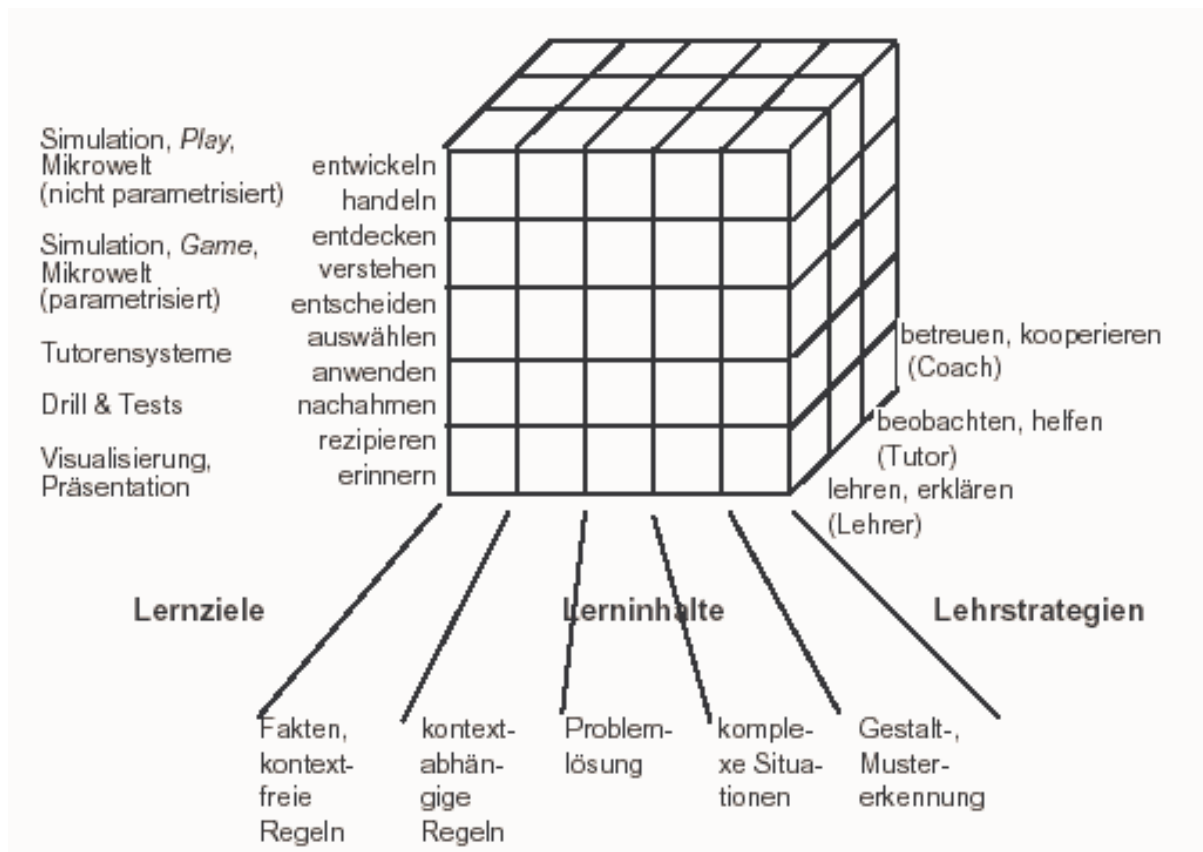 Simulation, Play,
Mikrowelt
(nicht parametrisiert)
Simulation, Game,
Mikrowelt
(parametrisiert)
Tutorensysteme
Drill & Tests
Visualisierung,
Präsentation
entwickeln
handeln
entdecken
verstehen
entscheiden
auswählen
anwenden
nachahmen
rezipieren
erinnern
betreuen, kooperieren
(Coach)
beobachten, helfen
(Tutor)
lehren, erklären
(Lehrer)
Lernziele
Lerninhalte
Lehrstrategien
Fakten,
kontext-
freie
Regeln
kontext-
abhän-
gige
Regeln
Problem-
lösung
komple-
xe Situa-
tionen
Gestalt-,
Muster-
erkennung